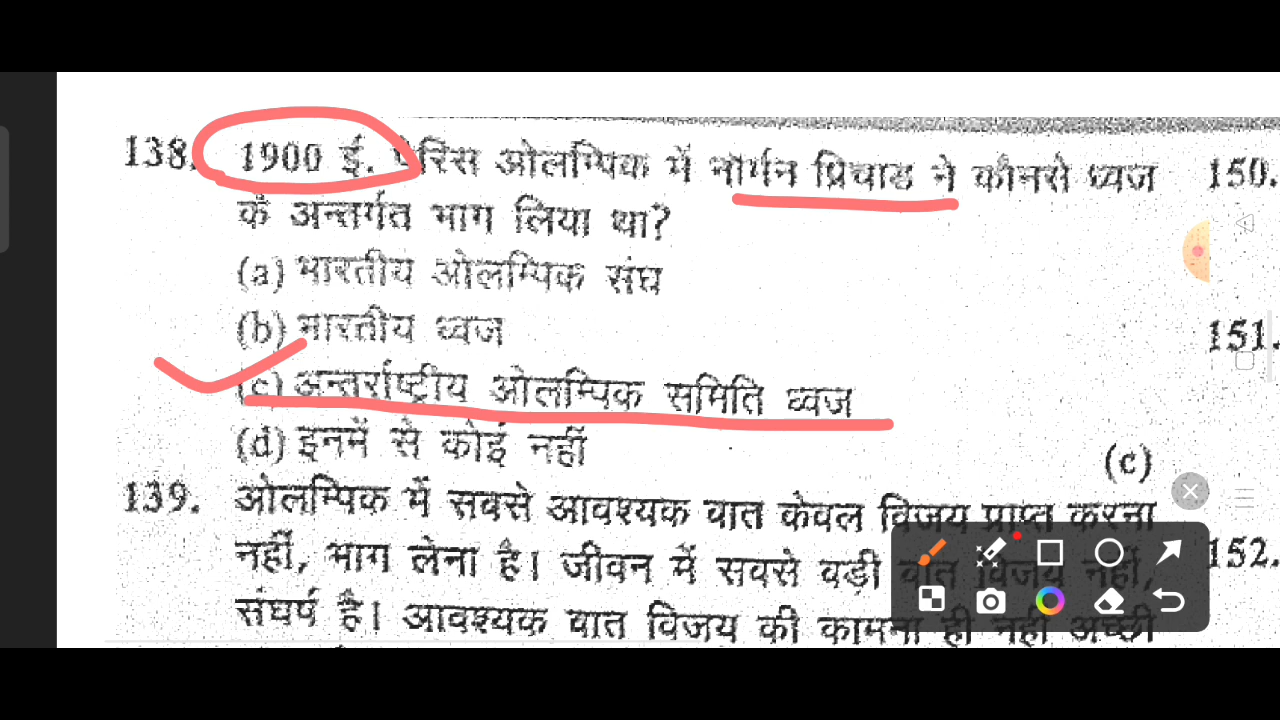 138. 1900 ई. पेरिस ओलम्पिक में नॉर्मन प्रिचार्ड ने कौनसे ध्वज
के अन्तर्गत भाग लिया था?
(a) भारतीय ओलम्पिक संघ
(b) भारतीय ध्वज
(c) अन्तर्राष्ट्रीय ओलम्पिक समिति ध्वज
(d) इनमें से कोई नहीं
(c)
139. ओलम्पिक में सबसे आवश्यक बात केवल विजय प्राप्त करना
नहीं, भाग लेना है। जीवन में सबसे बड़ी बात विजय नहीं,
संघर्ष है। आवश्यक बात विजय की कामना ही नहीं अच्छी
150.
151.
152.